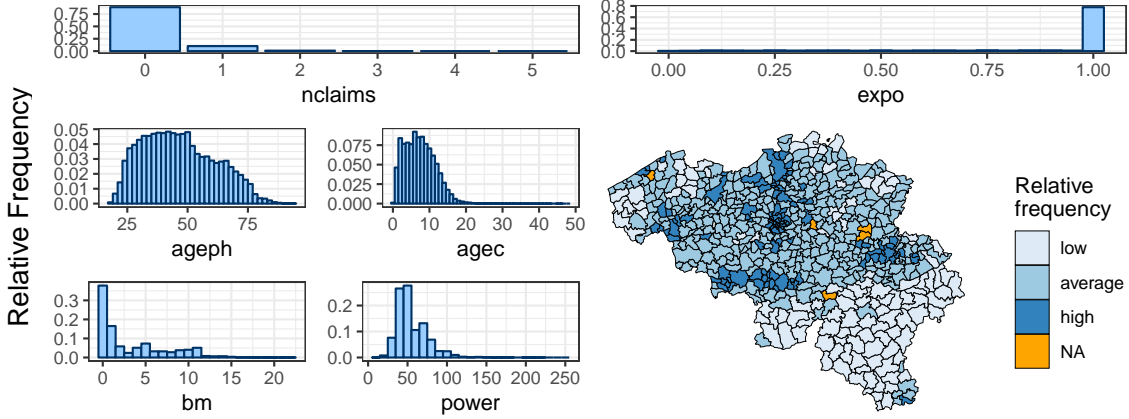 0.75
0.50
0.25
0.00
0 1 2 3 4 5
nclaims
0.8
0.6
0.4
0.2
0.0
0.00 0.25 0.50 0.75 1.00
expo
Relative Frequency
0.05
0.04
0.03
0.02
0.01
0.00
25 50 75
ageph
0.075
0.050
0.025
0.000
0 10 20 30 40 50
agec
0.3
0.2
0.1
0.0
0 5 10 15 20
bm
0.2
0.1
0.0
0 50 100 150 200 250
power
Relative
frequency
low
average
high
NA